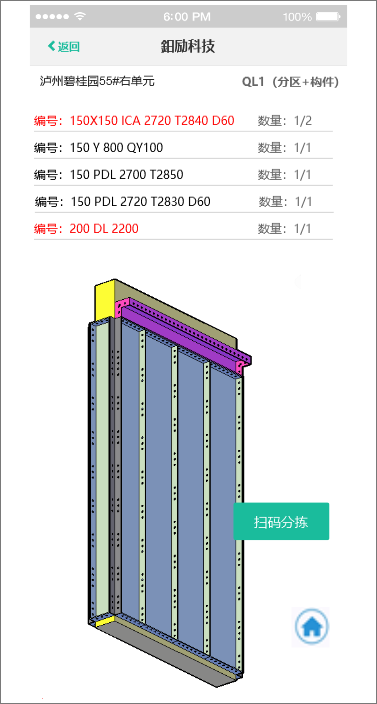 6:00 PM 100%
返回 鈤励科技
泸州碧桂园55#右单元 QL1（分区+构件）
编号：150X150 ICA 2720 T2840 D60 数量：1/2
编号：150 Y 800 QY100 数量：1/1
编号：150 PDL 2700 T2850 数量：1/1
编号：150 PDL 2720 T2830 D60 数量：1/1
编号：200 DL 2200 数量：1/1
扫码分拣